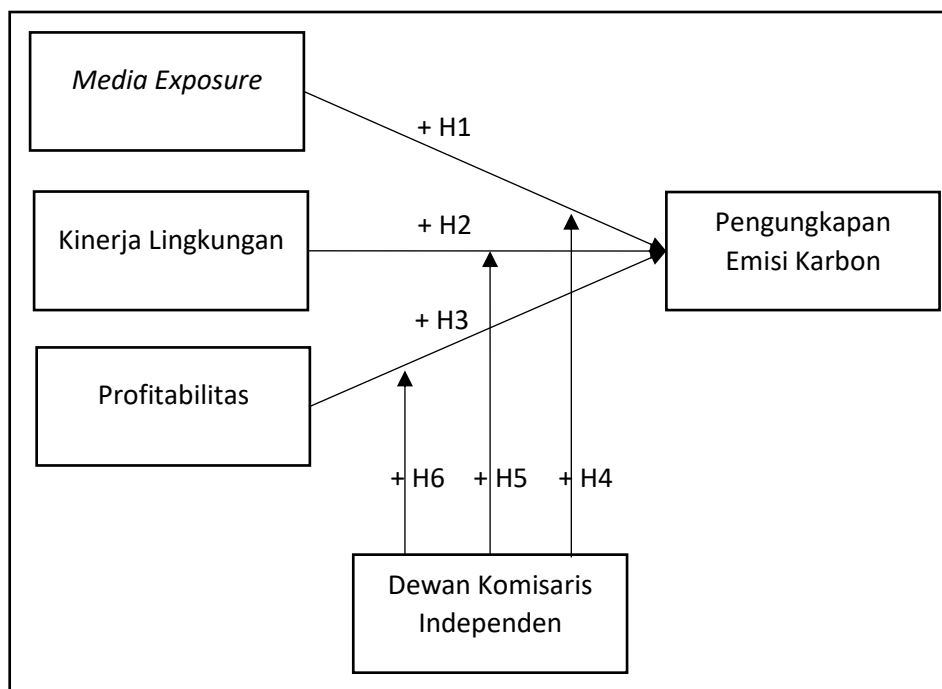 Media Exposure
+ H1
Kinerja Lingkungan
+ H2
Pengungkapan
Emisi Karbon
+ H3
Profitabilitas
+ H6
+ H5
+ H4
Dewan Komisaris
Independen